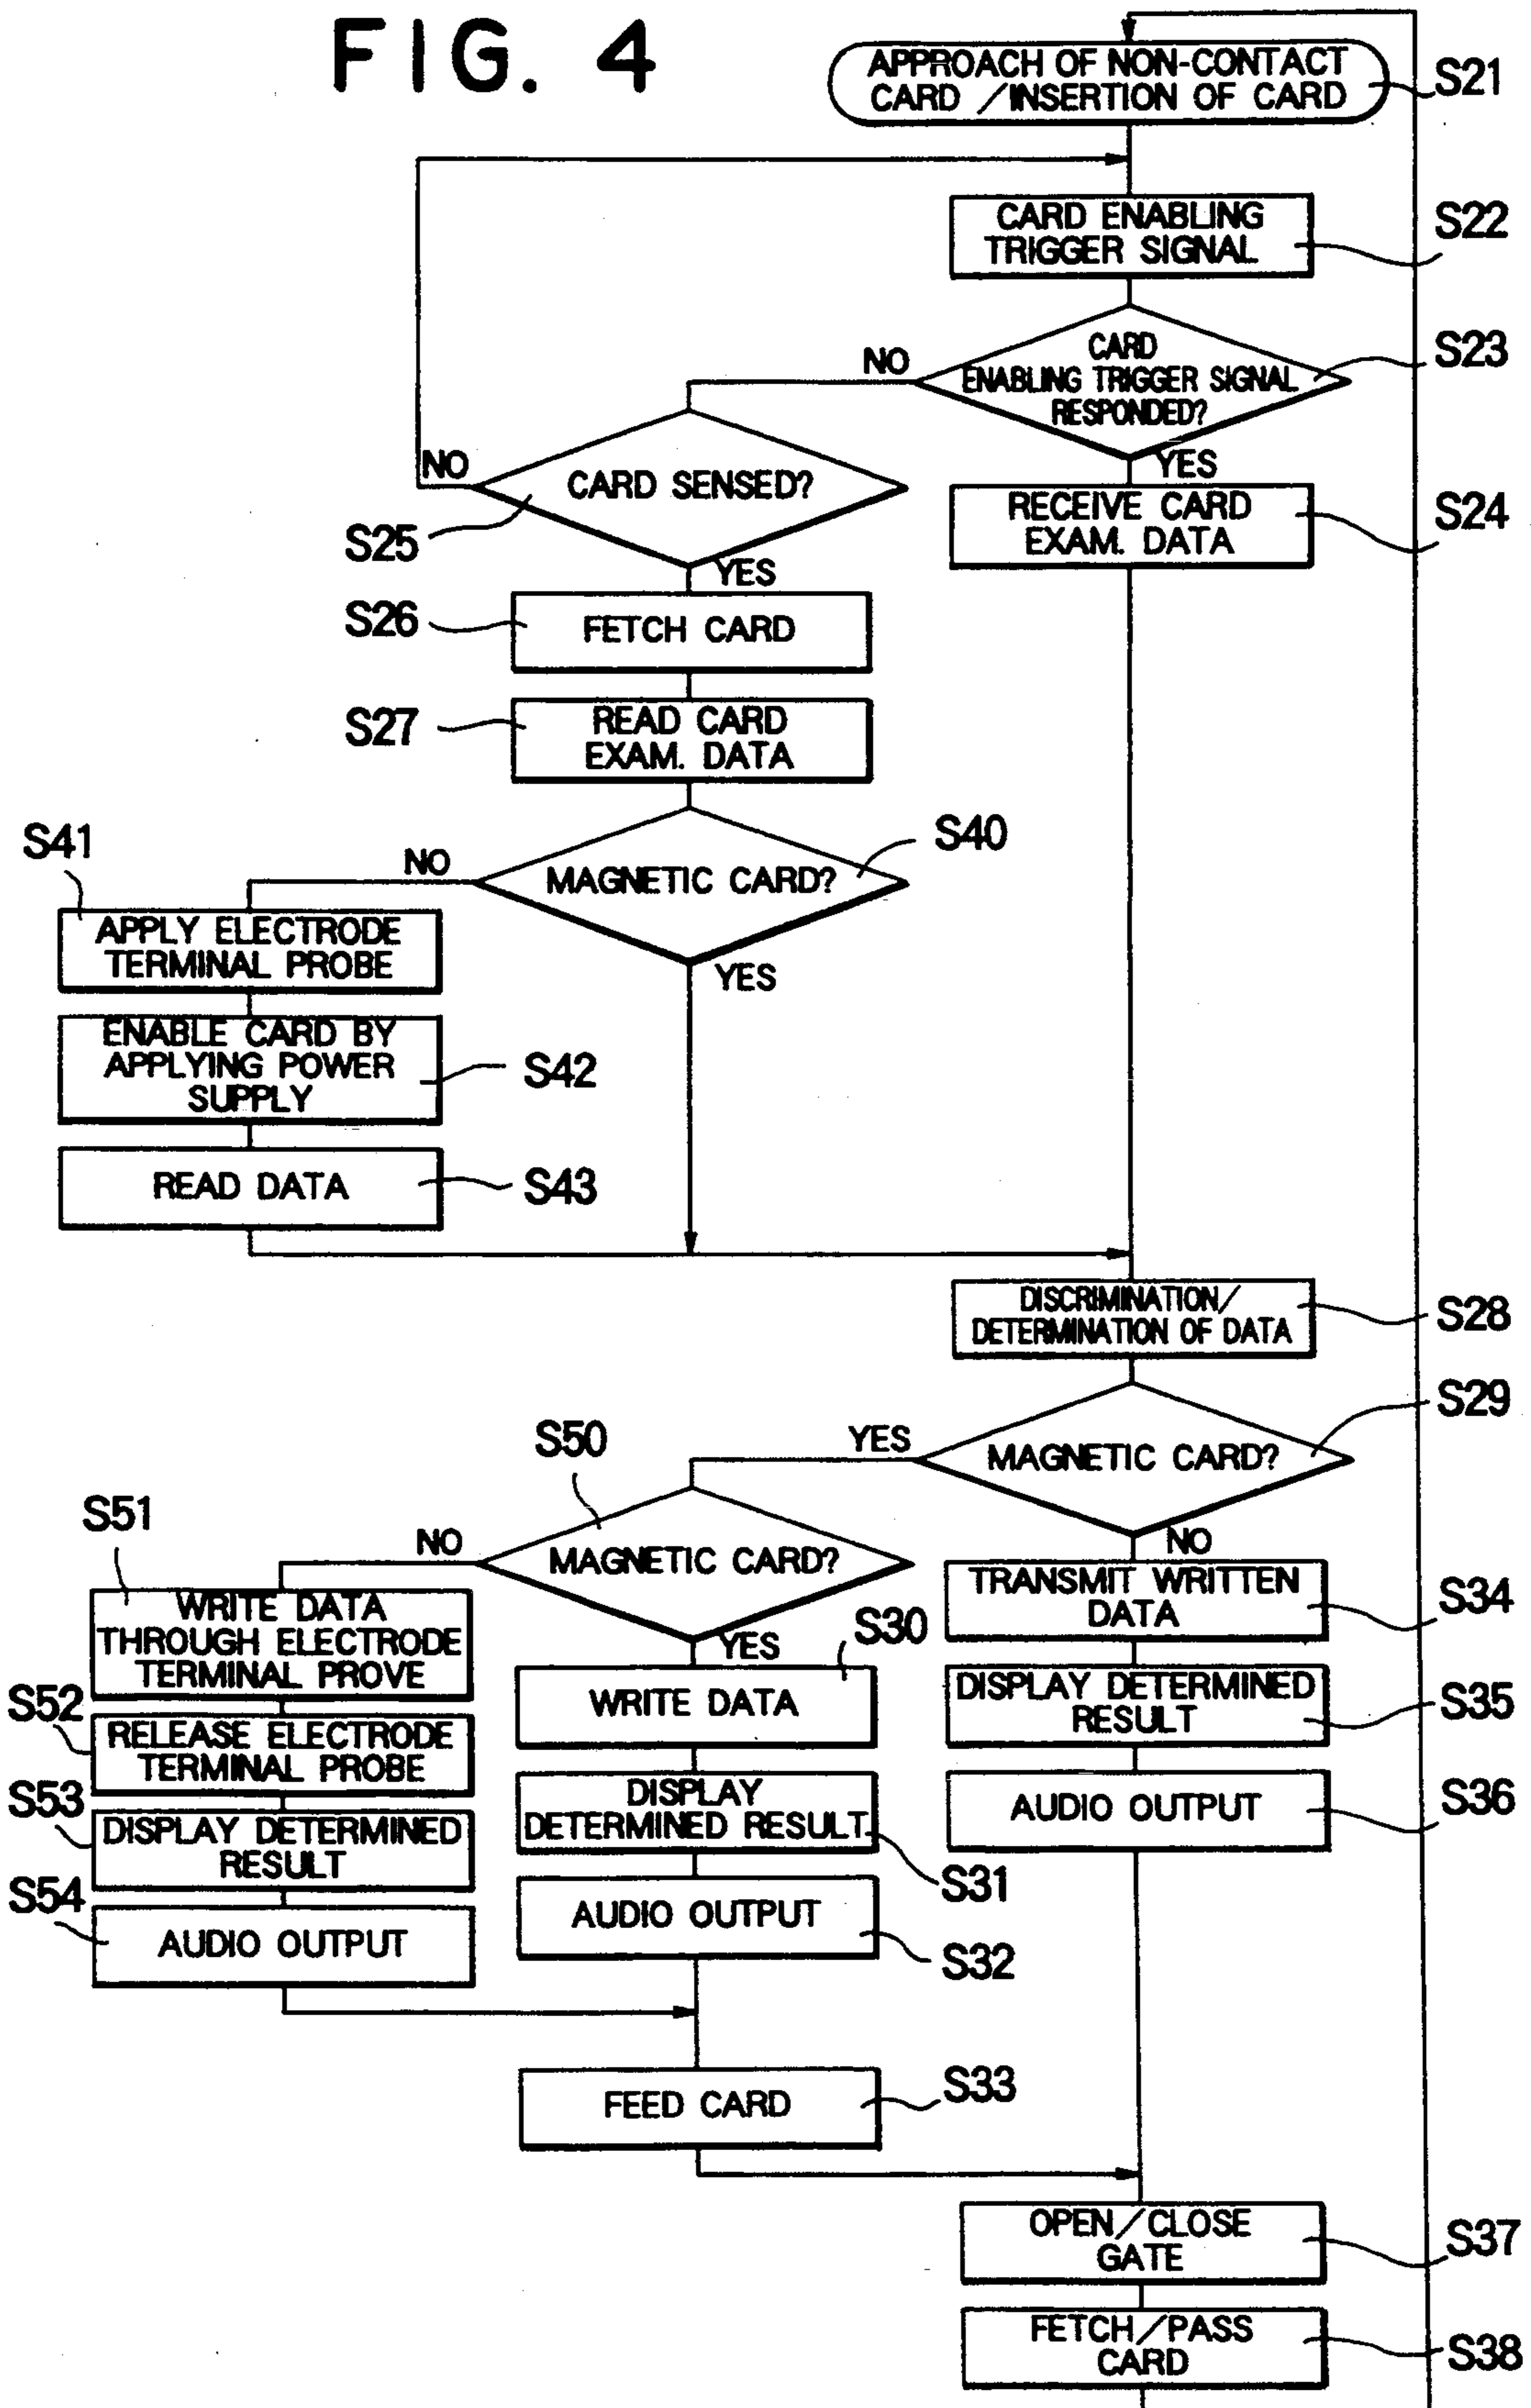 FIG. 4
APPROACH OF NON-CONTACT
CARD /INSERTION OF CARD
S21
CARD ENABLING
TRIGGER SIGNAL
S22
CARD
ENABLING TRIGGER SIGNAL
RESPONDED?
S23
NO
YES
RECEIVE CARD
EXAM. DATA
S24
CARD SENSED?
NO
S25
YES
S26
FETCH CARD
S27
READ CARD
EXAM. DATA
MAGNETIC CARD?
S40
NO
YES
S41
APPLY ELECTRODE
TERMINAL PROBE
ENABLE CARD BY
APPLYING POWER
SUPPLY
S42
READ DATA
S43
DISCRIMINATION/
DETERMINATION OF DATA
S28
MAGNETIC CARD?
S29
YES
NO
S50
MAGNETIC CARD?
NO
YES
S51
WRITE DATA
THROUGH ELECTRODE
TERMINAL PROVE
S52
RELEASE ELECTRODE
TERMINAL PROBE
S53
DISPLAY DETERMINED
RESULT
S54
AUDIO OUTPUT
S30
WRITE DATA
DISPLAY
DETERMINED RESULT
S31
AUDIO OUTPUT
S32
TRANSMIT WRITTEN
DATA
S34
DISPLAY DETERMINED
RESULT
S35
AUDIO OUTPUT
S36
FEED CARD
S33
OPEN/CLOSE
GATE
S37
FETCH/PASS
CARD
S38